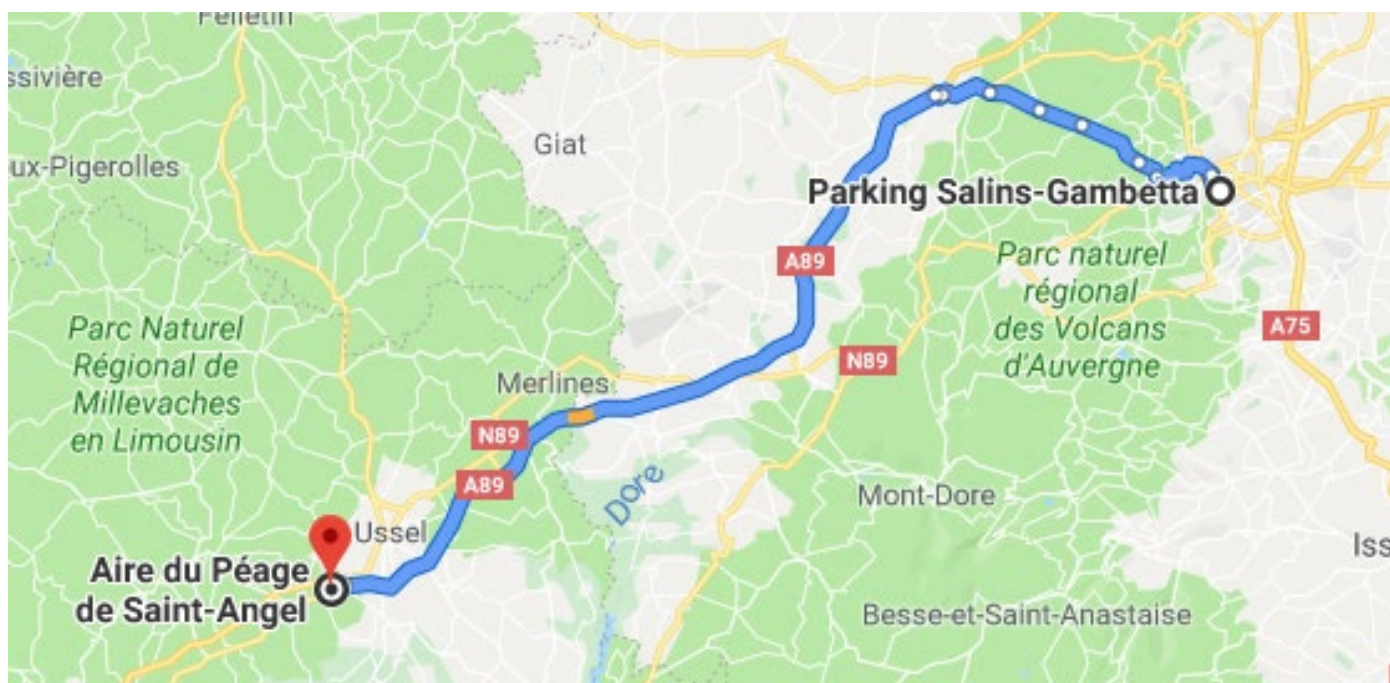 Felletin
ssivière
Giat
ux-Pigerolles
Parking Salins-Gambetta
A89
Parc naturel
régional
des Volcans
d'Auvergne
A75
Parc Naturel
Régional de
Millevaches
en Limousin
N89
Merlines
N89
A89
Dore
Mont-Dore
Ussel
Iss
Aire du Péage
de Saint-Angel
Besse-et-Saint-Anastaise